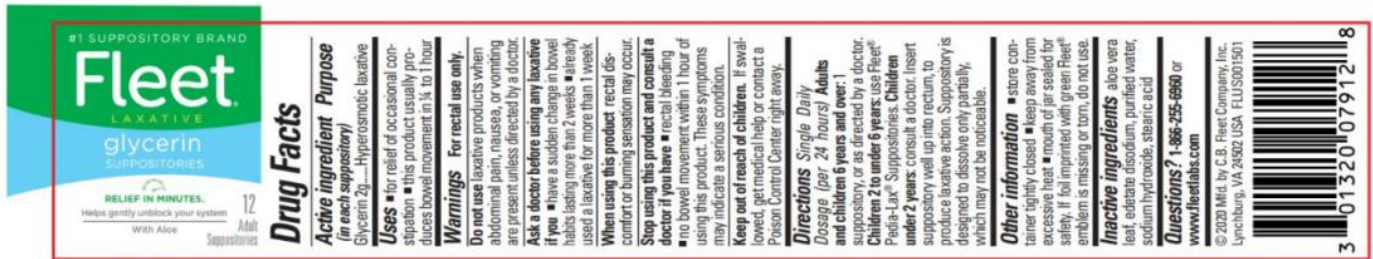 #1 SUPPOSITORY BRAND
Fleet®
LAXATIVE
glycerin
SUPPOSITORIES
RELIEF IN MINUTES.
Helps gently unblock your system
With Aloe
12
Adult
Suppositories
Drug Facts
Active ingredient Purpose
(in each suppository)
Glycerin 2g......Hyperosmotic laxative
Uses ■ for relief of occasional con-
stipation ■ this product usually pro-
duces bowel movement in ¼ to 1 hour
Warnings For rectal use only.
Do not use laxative products when
abdominal pain, nausea, or vomiting
are present unless directed by a doctor.
Ask a doctor before using any laxative
if you ■ have a sudden change in bowel
habits lasting more than 2 weeks ■ already
used a laxative for more than 1 week
When using this product rectal dis-
comfort or burning sensation may occur.
Stop using this product and consult a
doctor if you have ■ rectal bleeding
■ no bowel movement within 1 hour of
using this product. These symptoms
may indicate a serious condition.
Keep out of reach of children. If swal-
lowed, get medical help or contact a
Poison Control Center right away.
Directions Single Daily
Dosage (per 24 hours) Adults
and children 6 years and over: 1
suppository, or as directed by a doctor.
Children 2 to under 6 years: use Fleet®
Pedia-Lax® Suppositories. Children
under 2 years: consult a doctor. Insert
suppository well up into rectum, to
produce laxative action. Suppository is
designed to dissolve only partially,
which may not be noticeable.
Other information ■ store con-
tainer tightly closed ■ keep away from
excessive heat ■ mouth of jar sealed for
safety. If foil imprinted with green Fleet®
emblem is missing or torn, do not use.
Inactive ingredients aloe vera
leaf, edetate disodium, purified water,
sodium hydroxide, stearic acid
Questions? 1-866-255-6960 or
www.fleetlabs.com
© 2020 Mfd. by C.B. Fleet Company, Inc.
Lynchburg, VA 24502 USA FLUS001501
3 01320 07912 8